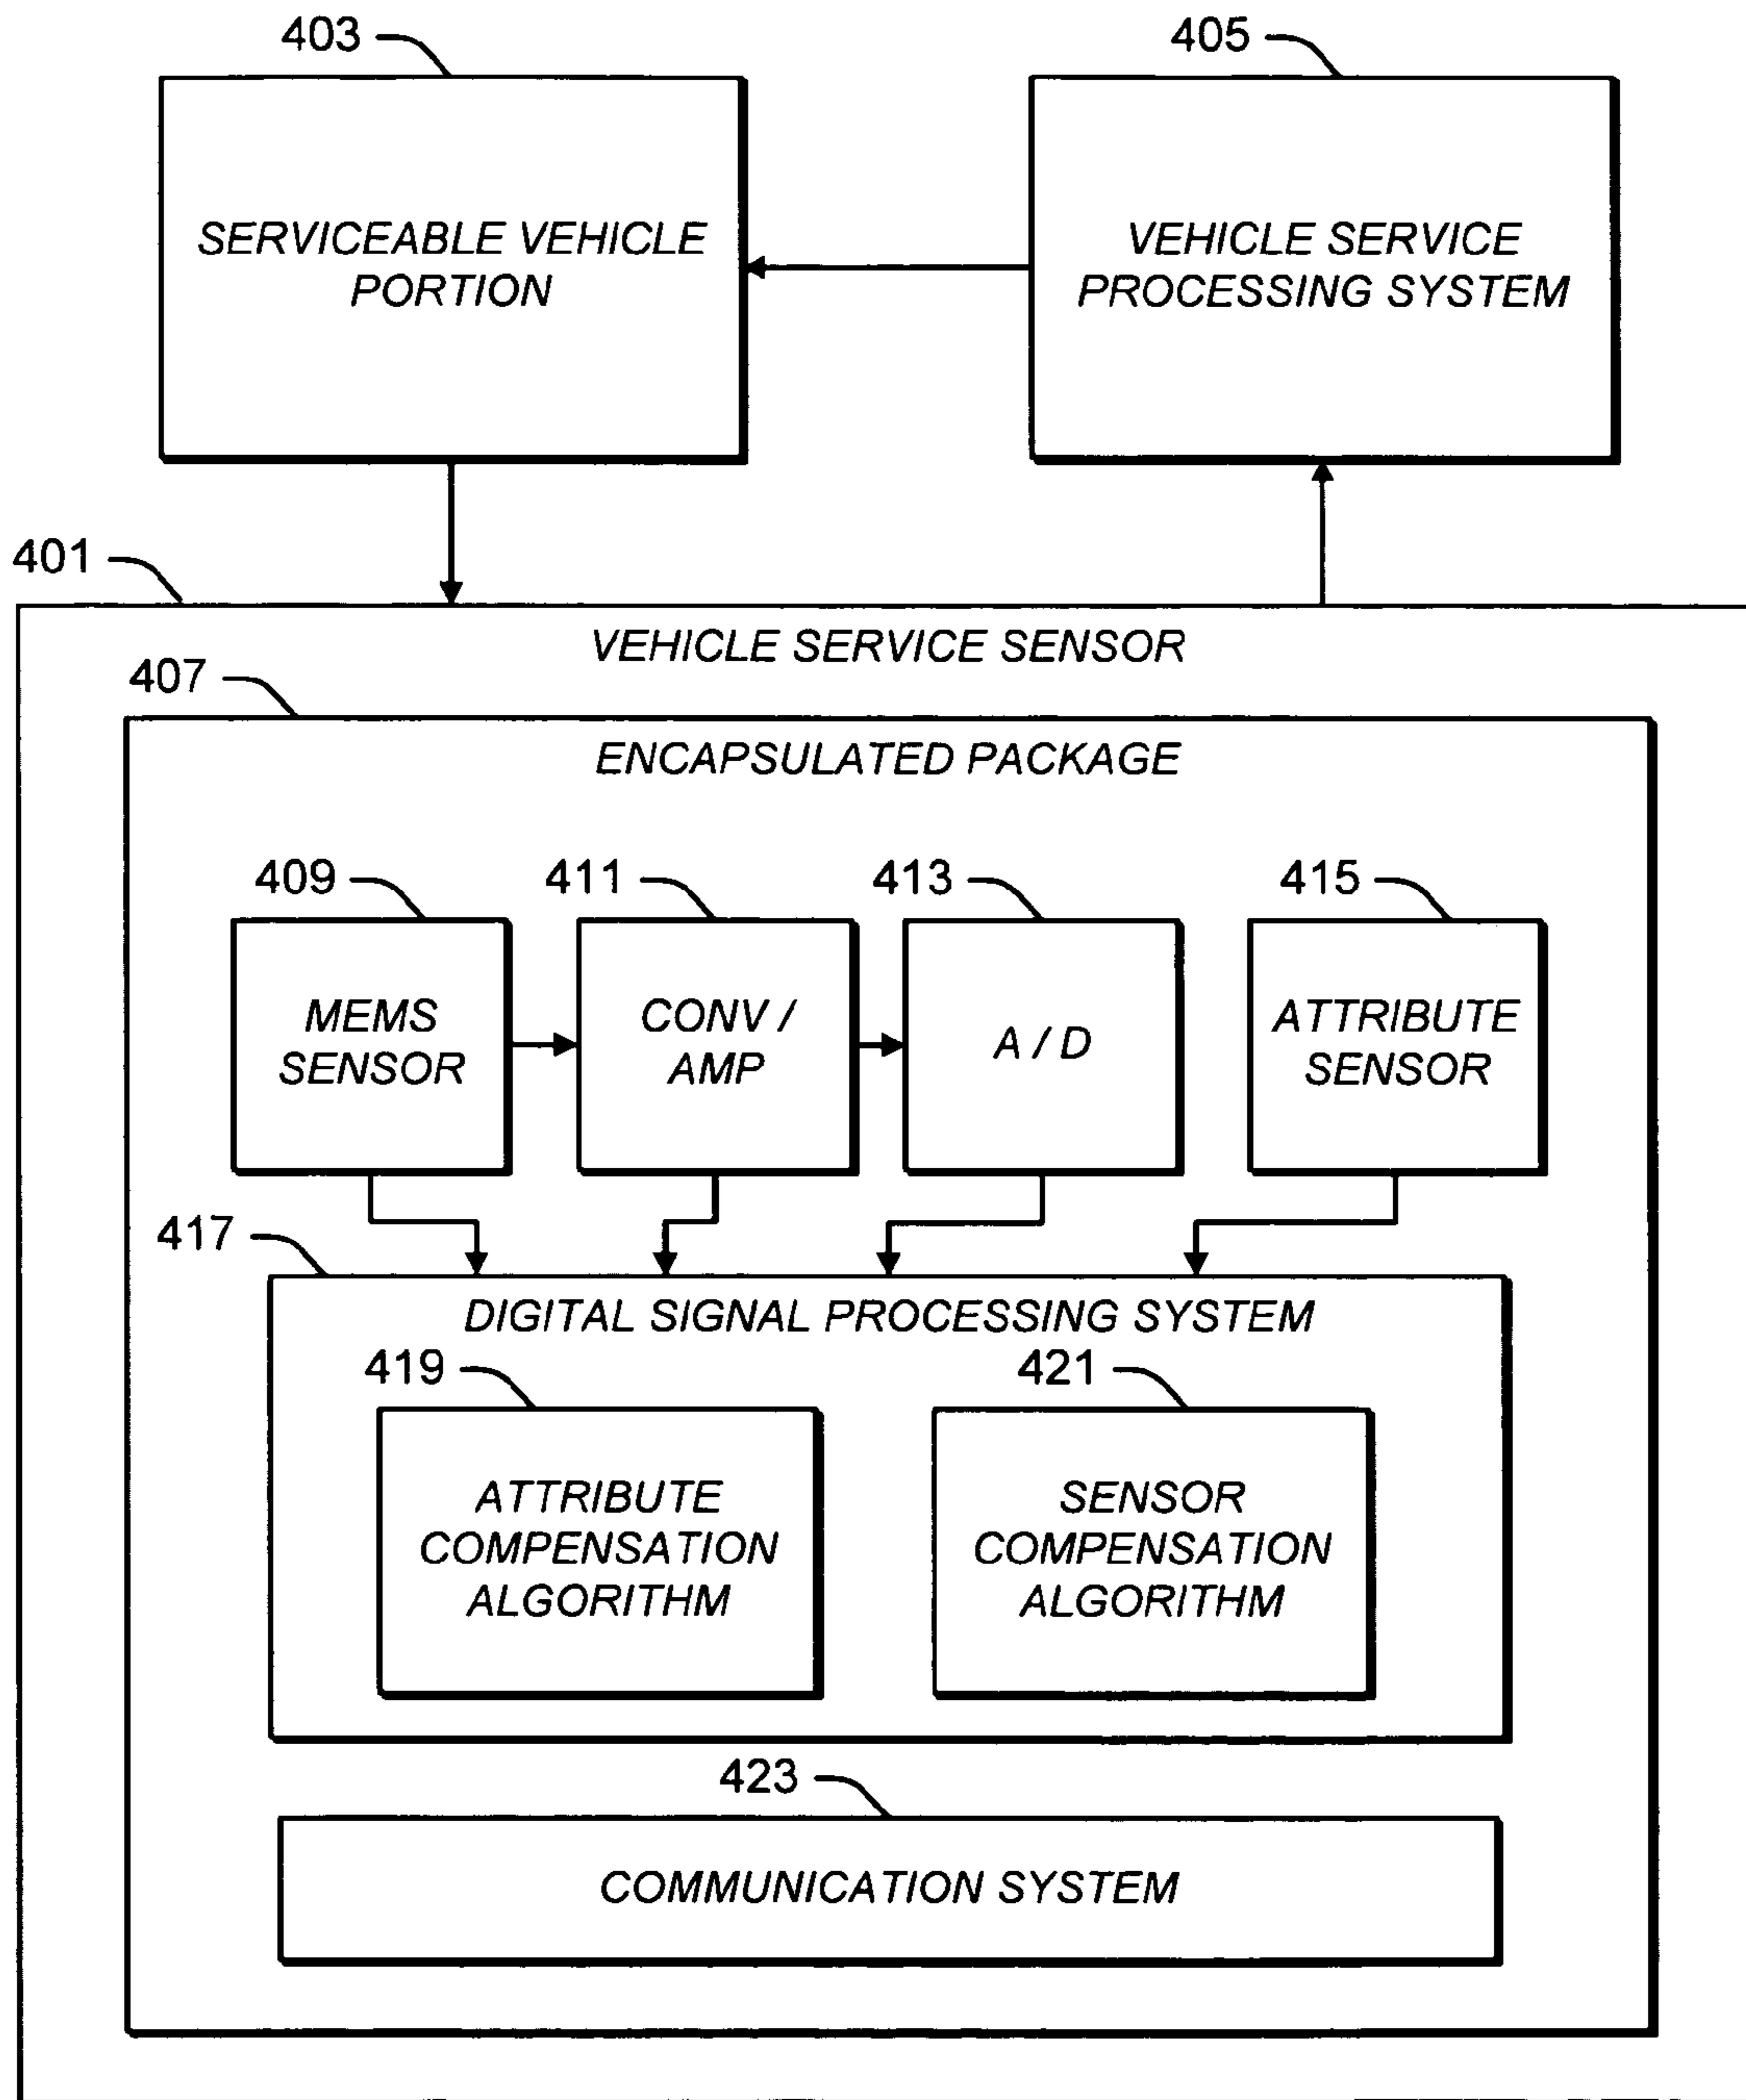 403
405
SERVICEABLE VEHICLE
PORTION
VEHICLE SERVICE
PROCESSING SYSTEM
401
VEHICLE SERVICE SENSOR
407
ENCAPSULATED PACKAGE
409
411
413
415
MEMS
SENSOR
CONV /
AMP
A / D
ATTRIBUTE
SENSOR
417
DIGITAL SIGNAL PROCESSING SYSTEM
419
421
ATTRIBUTE
COMPENSATION
ALGORITHM
SENSOR
COMPENSATION
ALGORITHM
423
COMMUNICATION SYSTEM